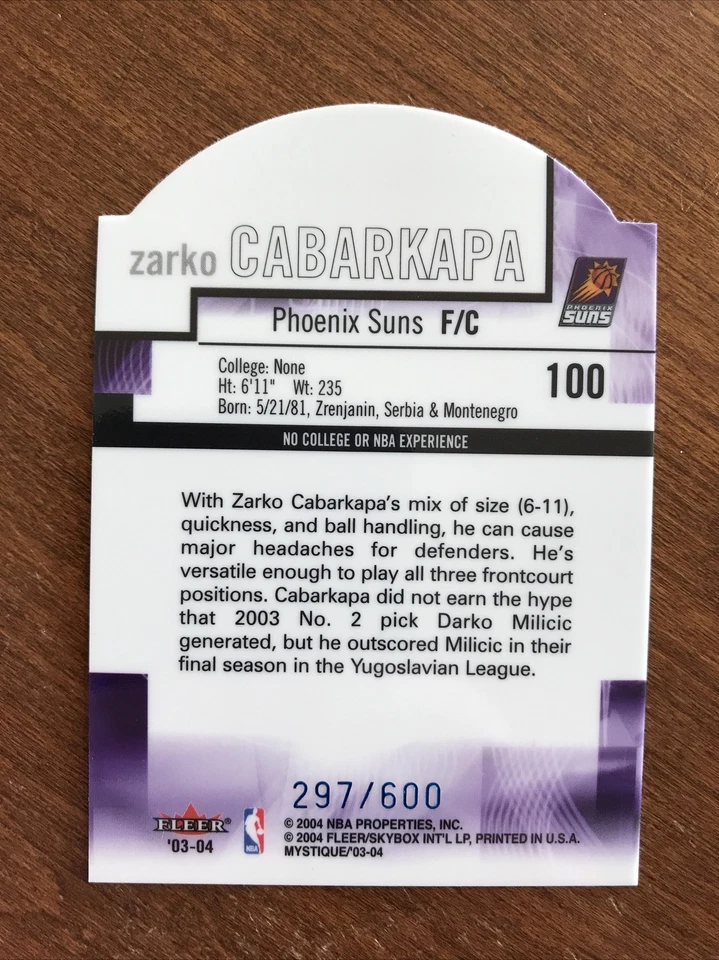 zarko CABARKAPA
PHOENIX
SUNS
Phoenix Suns F/C
College: None
Ht: 6'11" Wt: 235
Born: 5/21/81, Zrenjanin, Serbia & Montenegro
100
NO COLLEGE OR NBA EXPERIENCE
With Zarko Cabarkapa's mix of size (6-11),
quickness, and ball handling, he can cause
major headaches for defenders. He's
versatile enough to play all three frontcourt
positions. Cabarkapa did not earn the hype
that 2003 No. 2 pick Darko Milicic
generated, but he outscored Milicic in their
final season in the Yugoslavian League.
297/600
FLEER®
'03-04
NBA
© 2004 NBA PROPERTIES, INC.
© 2004 FLEER/SKYBOX INT'L LP, PRINTED IN U.S.A.
MYSTIQUE/'03-04